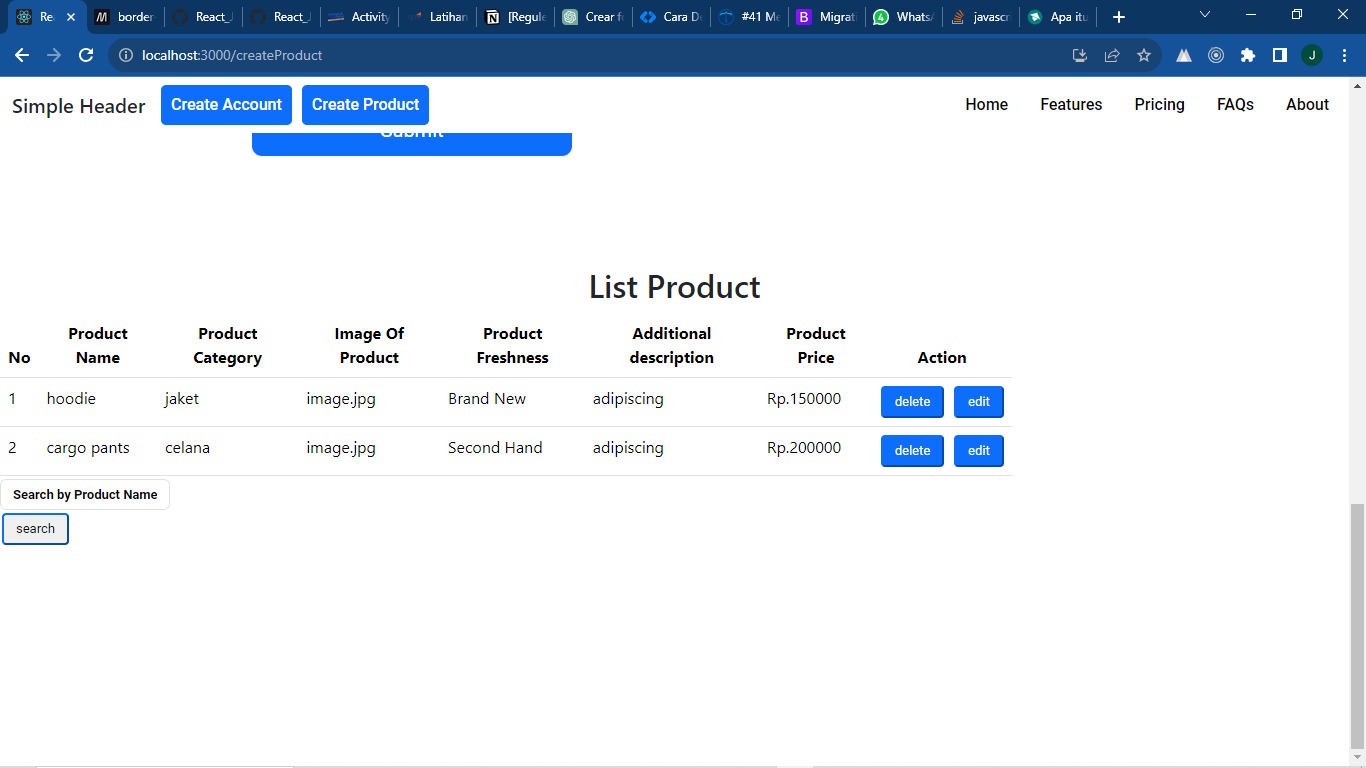 Re
border
React_J
React_J
Activity
Latihan
[Regule
Crear fo
Cara De
#41 Me
Migrati
WhatsA
javascri
Apa itu
localhost:3000/createProduct
J
Simple Header
Create Account
Create Product
Home
Features
Pricing
FAQs
About
Submit
List Product
No
Product Name
Product Category
Image Of Product
Product Freshness
Additional description
Product Price
Action
1 hoodie jaket image.jpg Brand New adipiscing Rp.150000 delete edit
2 cargo pants celana image.jpg Second Hand adipiscing Rp.200000 delete edit
Search by Product Name
search